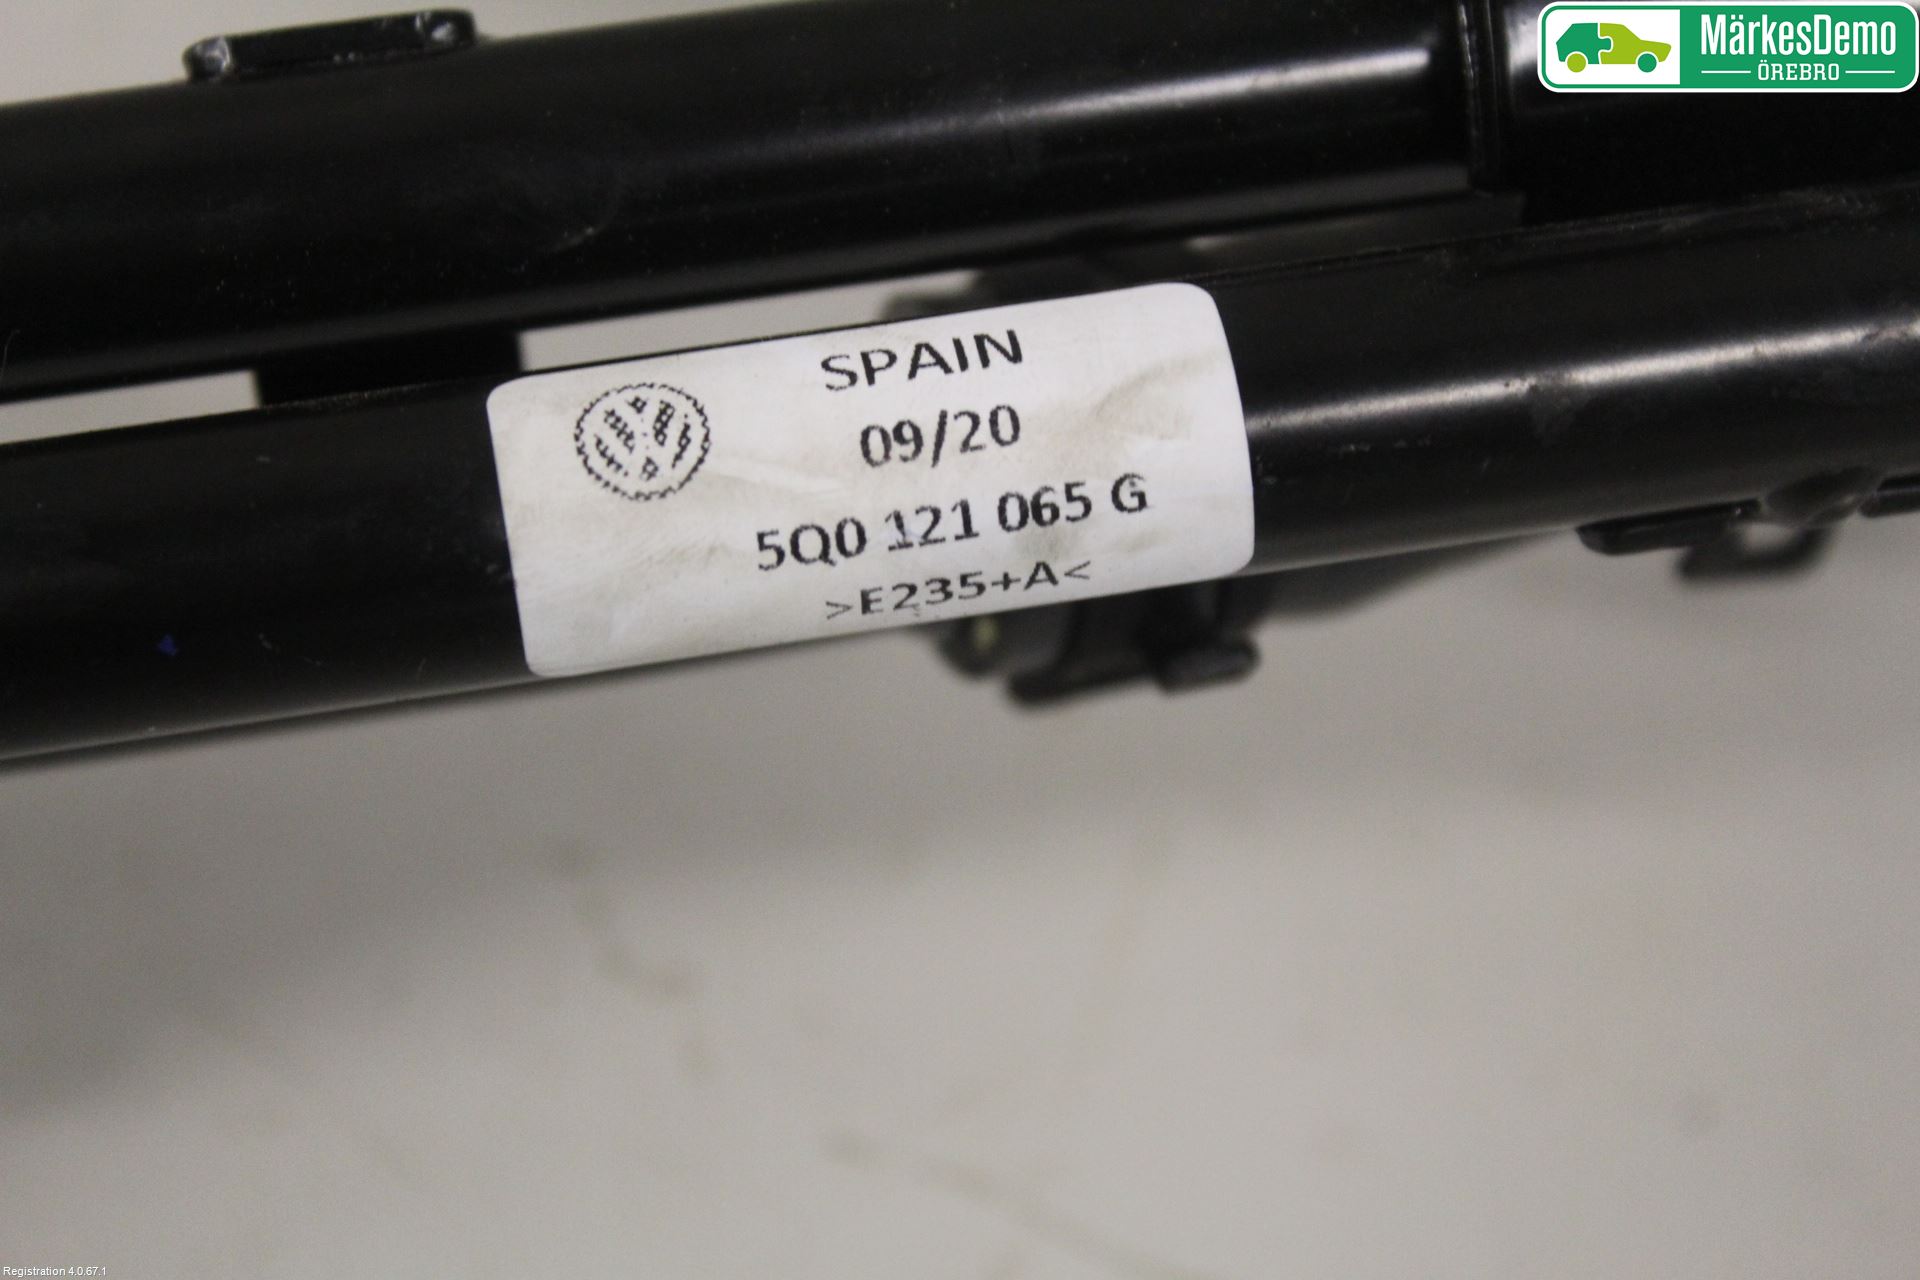 MärkesDemo
ÖREBRO
SPAIN
09/20
5Q0 121 065 G
>E235+A<
Registration 4.0.67.1